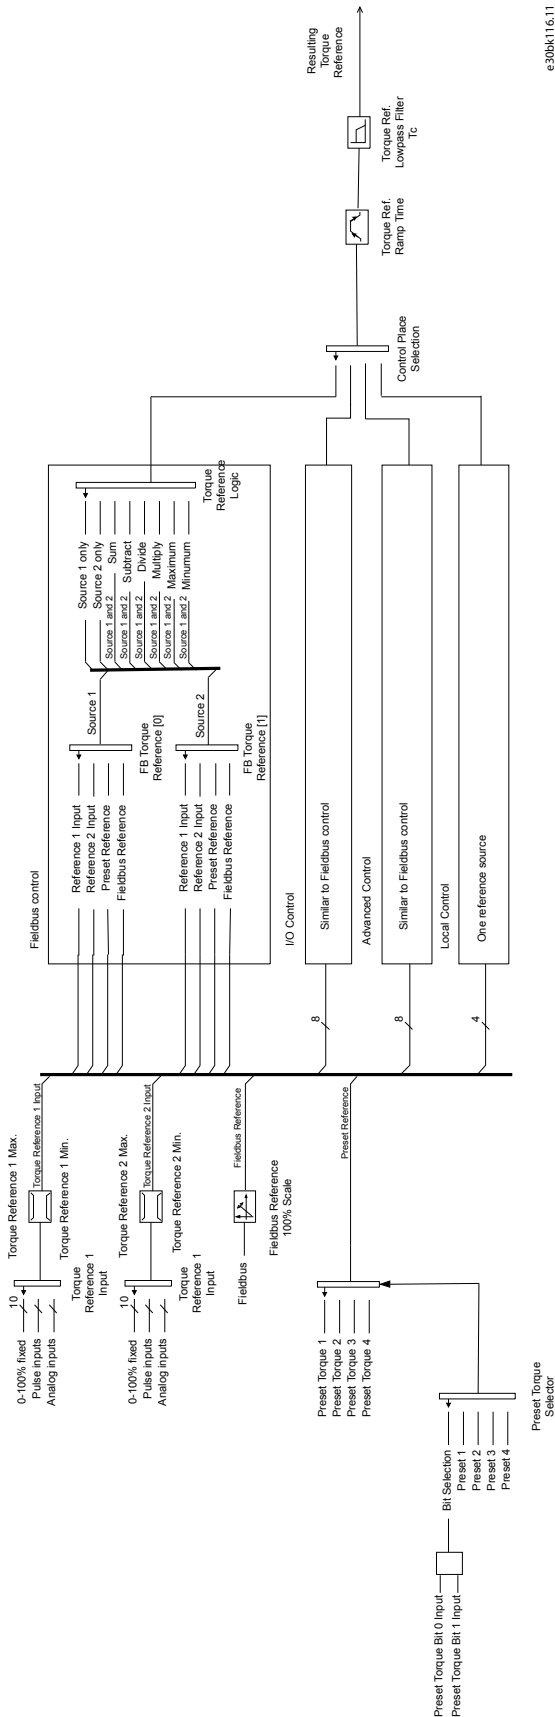 Preset Torque Bit 0 Input
Preset Torque Bit 1 Input
Bit Selection
Preset 1
Preset 2
Preset 3
Preset 4
Preset Torque
Selector
0-100% fixed
Pulse inputs
Analog inputs
10
Torque
Reference 1
Input
Torque Reference 1 Max.
Torque Reference 1 Min.
Torque Reference 1 Input
0-100% fixed
Pulse inputs
Analog inputs
10
Torque
Reference 1
Input
Torque Reference 2 Max.
Torque Reference 2 Min.
Torque Reference 2 Input
Fieldbus
Fieldbus Reference
100% Scale
Fieldbus Reference
Preset Torque 1
Preset Torque 2
Preset Torque 3
Preset Torque 4
Preset Reference
Fieldbus control
Reference 1 Input
Reference 2 Input
Preset Reference
Fieldbus Reference
FB Torque
Reference [0]
Source 1
Reference 1 Input
Reference 2 Input
Preset Reference
Fieldbus Reference
FB Torque
Reference [1]
Source 2
Source 1 only
Source 2 only
Source 1 and 2 Sum
Source 1 and 2 Subtract
Source 1 and 2 Divide
Source 1 and 2 Multiply
Source 1 and 2 Maximum
Source 1 and 2 Minumum
Torque
Reference
Logic
8
I/O Control
Similar to Fieldbus control
8
Advanced Control
Similar to Fieldbus control
4
Local Control
One reference source
Control Place
Selection
Torque Ref.
Ramp Time
Torque Ref.
Lowpass Filter
Tc
Resulting
Torque
Reference
e30bk116.11